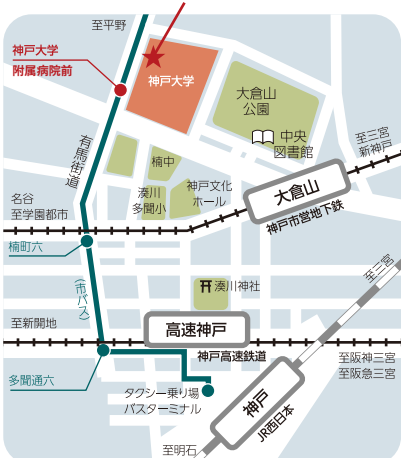 至平野
神戸大学
附属病院前
神戸大学
大倉山
公園
中央
図書館
有馬街道
楠中
至三宮
新神戸
湊川
多聞小
神戸文化
ホール
大倉山
神戸市営地下鉄
名谷
至学園都市
楠町六
至三宮
(市バス)
湊川神社
至新開地
高速神戸
神戸高速鉄道
至阪神三宮
至阪急三宮
多聞通六
タクシー乗り場
バスターミナル
神戸
JR西日本
至明石